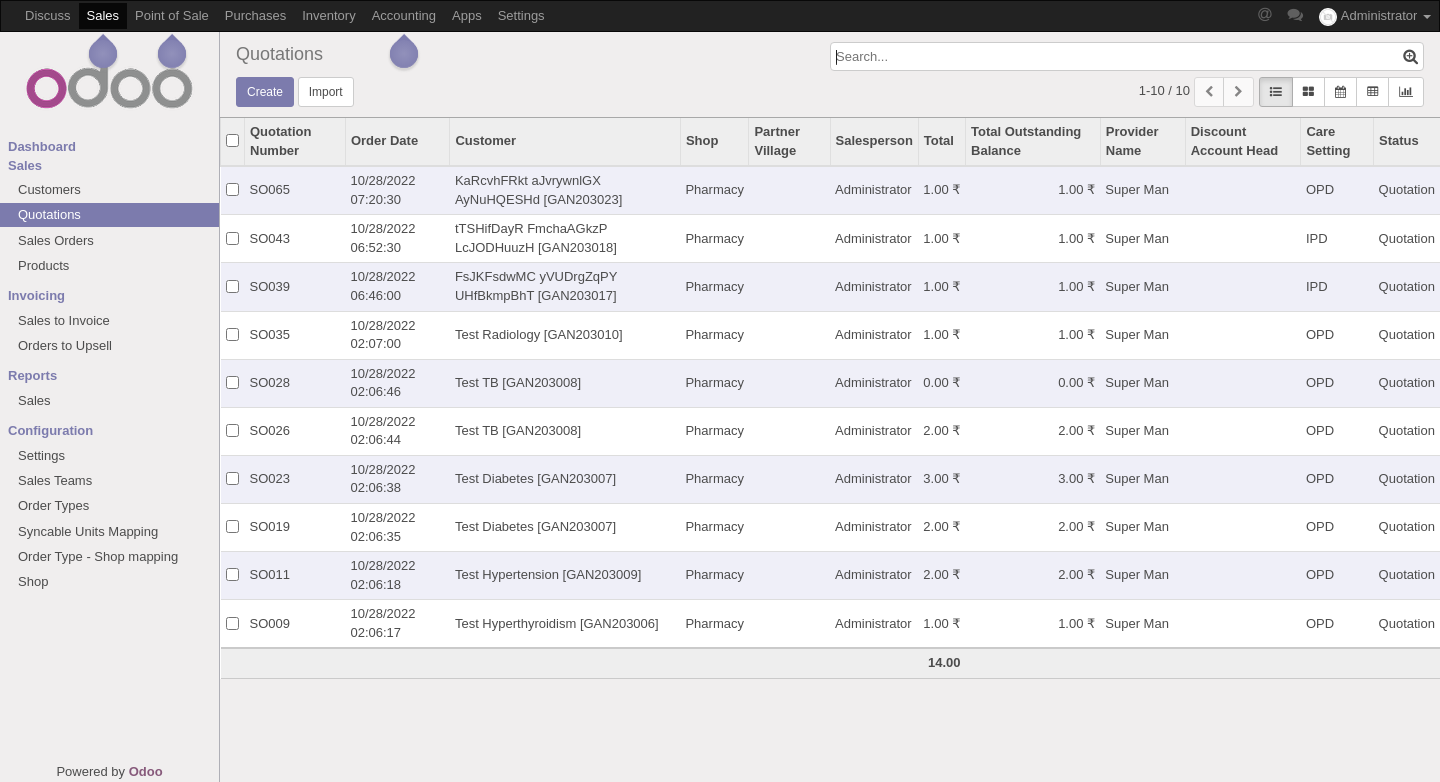 Discuss Sales Point of Sale Purchases Inventory Accounting Apps Settings @ Administrator
odoo
Dashboard
Sales
Customers
Quotations
Sales Orders
Products
Invoicing
Sales to Invoice
Orders to Upsell
Reports
Sales
Configuration
Settings
Sales Teams
Order Types
Syncable Units Mapping
Order Type - Shop mapping
Shop
Powered by Odoo
Quotations
Search...
Create Import
1-10 / 10
Quotation Number Order Date Customer Shop Partner Village Salesperson Total Total Outstanding Balance Provider Name Discount Account Head Care Setting Status
SO065 10/28/2022 07:20:30 KaRcvhFRkt aJvrywnlGX AyNuHQESHd [GAN203023] Pharmacy Administrator 1.00 ₹ 1.00 ₹ Super Man OPD Quotation
SO043 10/28/2022 06:52:30 tTSHifDayR FmchaAGkzP LcJODHuuzH [GAN203018] Pharmacy Administrator 1.00 ₹ 1.00 ₹ Super Man IPD Quotation
SO039 10/28/2022 06:46:00 FsJKFsdwMC yVUDrgZqPY UHfBkmpBhT [GAN203017] Pharmacy Administrator 1.00 ₹ 1.00 ₹ Super Man IPD Quotation
SO035 10/28/2022 02:07:00 Test Radiology [GAN203010] Pharmacy Administrator 1.00 ₹ 1.00 ₹ Super Man OPD Quotation
SO028 10/28/2022 02:06:46 Test TB [GAN203008] Pharmacy Administrator 0.00 ₹ 0.00 ₹ Super Man OPD Quotation
SO026 10/28/2022 02:06:44 Test TB [GAN203008] Pharmacy Administrator 2.00 ₹ 2.00 ₹ Super Man OPD Quotation
SO023 10/28/2022 02:06:38 Test Diabetes [GAN203007] Pharmacy Administrator 3.00 ₹ 3.00 ₹ Super Man OPD Quotation
SO019 10/28/2022 02:06:35 Test Diabetes [GAN203007] Pharmacy Administrator 2.00 ₹ 2.00 ₹ Super Man OPD Quotation
SO011 10/28/2022 02:06:18 Test Hypertension [GAN203009] Pharmacy Administrator 2.00 ₹ 2.00 ₹ Super Man OPD Quotation
SO009 10/28/2022 02:06:17 Test Hyperthyroidism [GAN203006] Pharmacy Administrator 1.00 ₹ 1.00 ₹ Super Man OPD Quotation
14.00